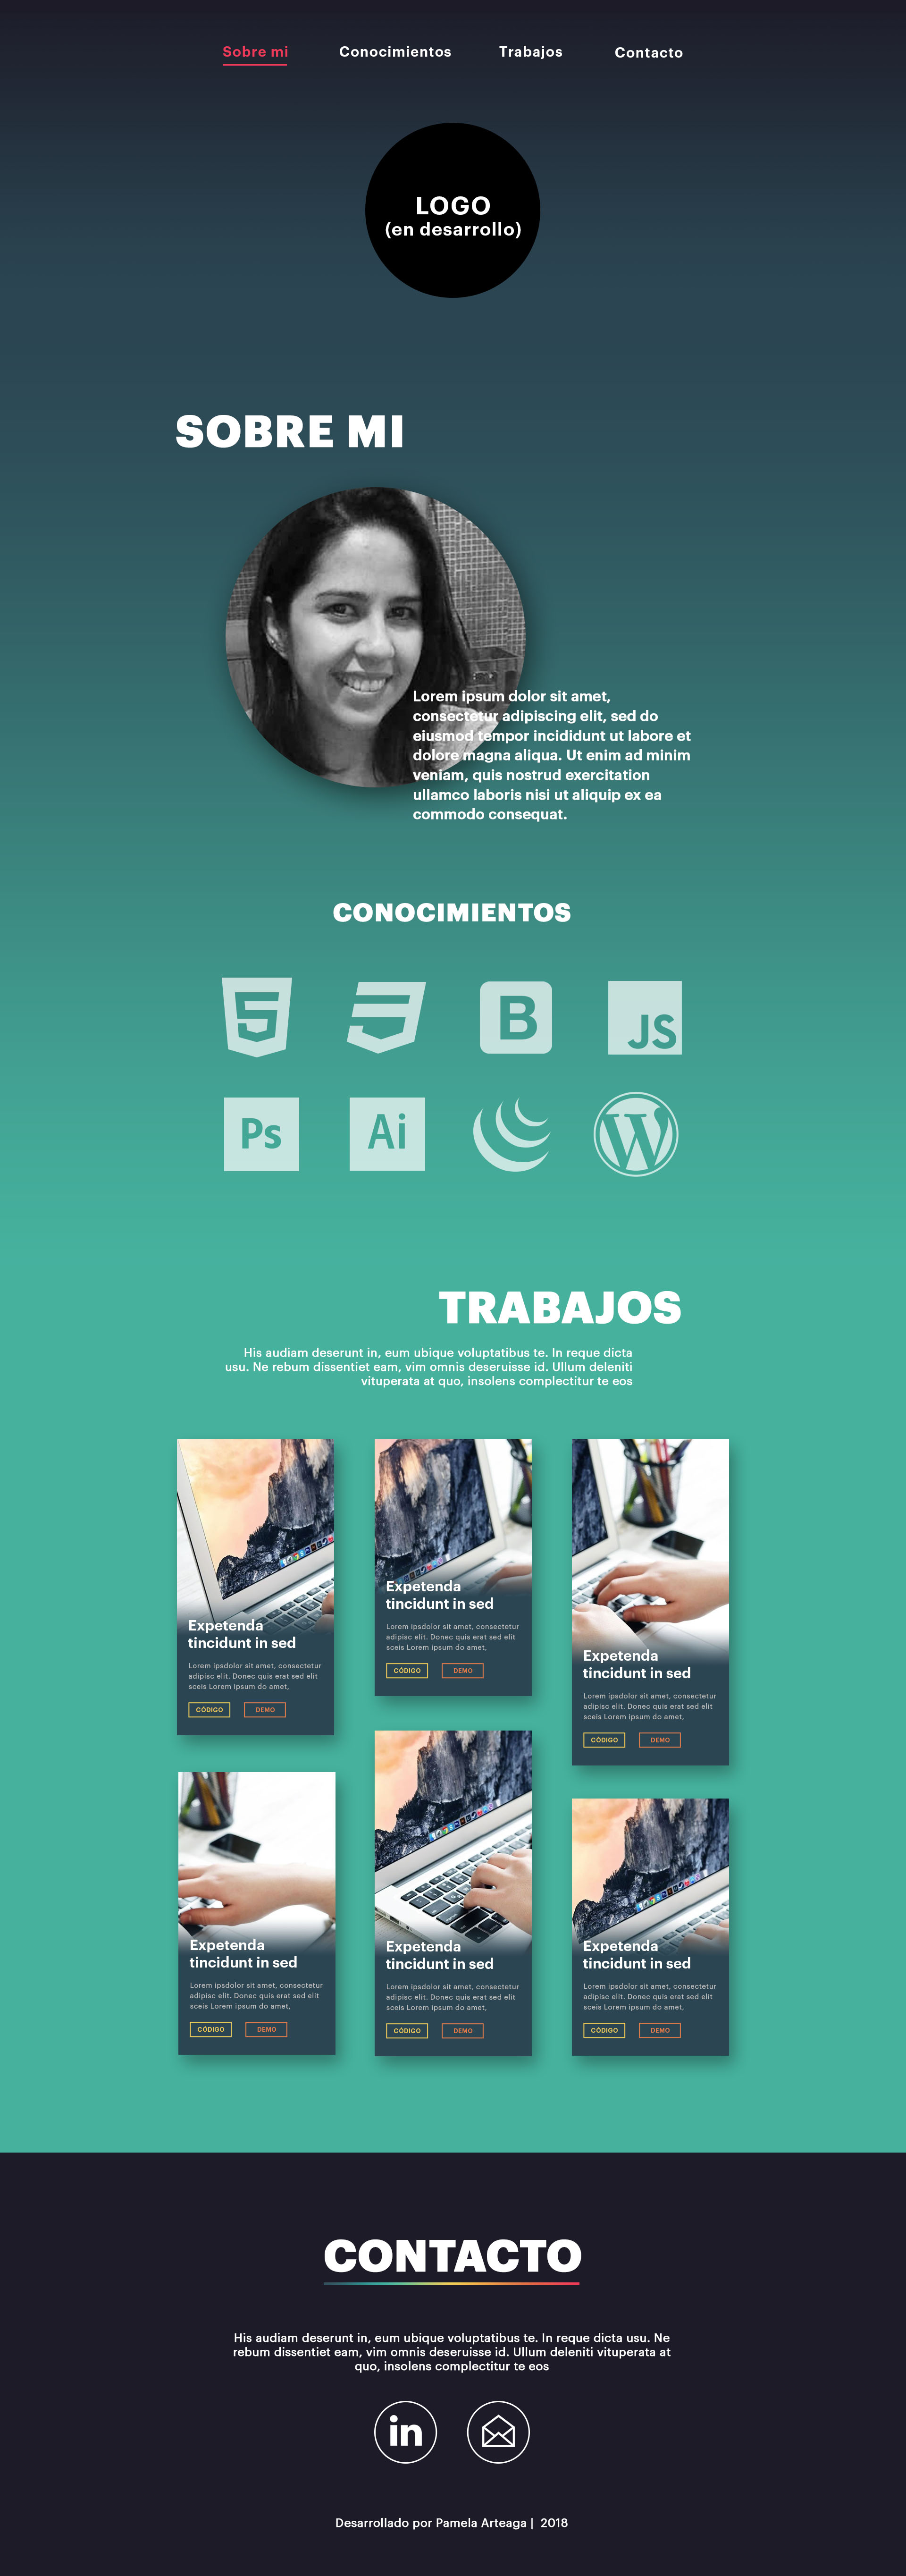 Sobre mi
Conocimientos
Trabajos
Contacto
LOGO
(en desarrollo)
SOBRE MI
Lorem ipsum dolor sit amet,
consectetur adipiscing elit, sed do
eiusmod tempor incididunt ut labore et
dolore magna aliqua. Ut enim ad minim
veniam, quis nostrud exercitation
ullamco laboris nisi ut aliquip ex ea
commodo consequat.
CONOCIMIENTOS
5
B
JS
Ps
Ai
W
TRABAJOS
His audiam deserunt in, eum ubique voluptatibus te. In reque dicta
usu. Ne rebum dissentiet eam, vim omnis deseruisse id. Ullum deleniti
vituperata at quo, insolens complectitur te eos
Expetenda
tincidunt in sed
Lorem ipsdolor sit amet, consectetur
adipisc elit. Donec quis erat sed elit
sceis Lorem ipsum do amet,
CÓDIGO
DEMO
Expetenda
tincidunt in sed
Lorem ipsdolor sit amet, consectetur
adipisc elit. Donec quis erat sed elit
sceis Lorem ipsum do amet,
CÓDIGO
DEMO
Expetenda
tincidunt in sed
Lorem ipsdolor sit amet, consectetur
adipisc elit. Donec quis erat sed elit
sceis Lorem ipsum do amet,
CÓDIGO
DEMO
Expetenda
tincidunt in sed
Lorem ipsdolor sit amet, consectetur
adipisc elit. Donec quis erat sed elit
sceis Lorem ipsum do amet,
CÓDIGO
DEMO
Expetenda
tincidunt in sed
Lorem ipsdolor sit amet, consectetur
adipisc elit. Donec quis erat sed elit
sceis Lorem ipsum do amet,
CÓDIGO
DEMO
Expetenda
tincidunt in sed
Lorem ipsdolor sit amet, consectetur
adipisc elit. Donec quis erat sed elit
sceis Lorem ipsum do amet,
CÓDIGO
DEMO
CONTACTO
His audiam deserunt in, eum ubique voluptatibus te. In reque dicta usu. Ne
rebum dissentiet eam, vim omnis deseruisse id. Ullum deleniti vituperata at
quo, insolens complectitur te eos
in
Desarrollado por Pamela Arteaga | 2018